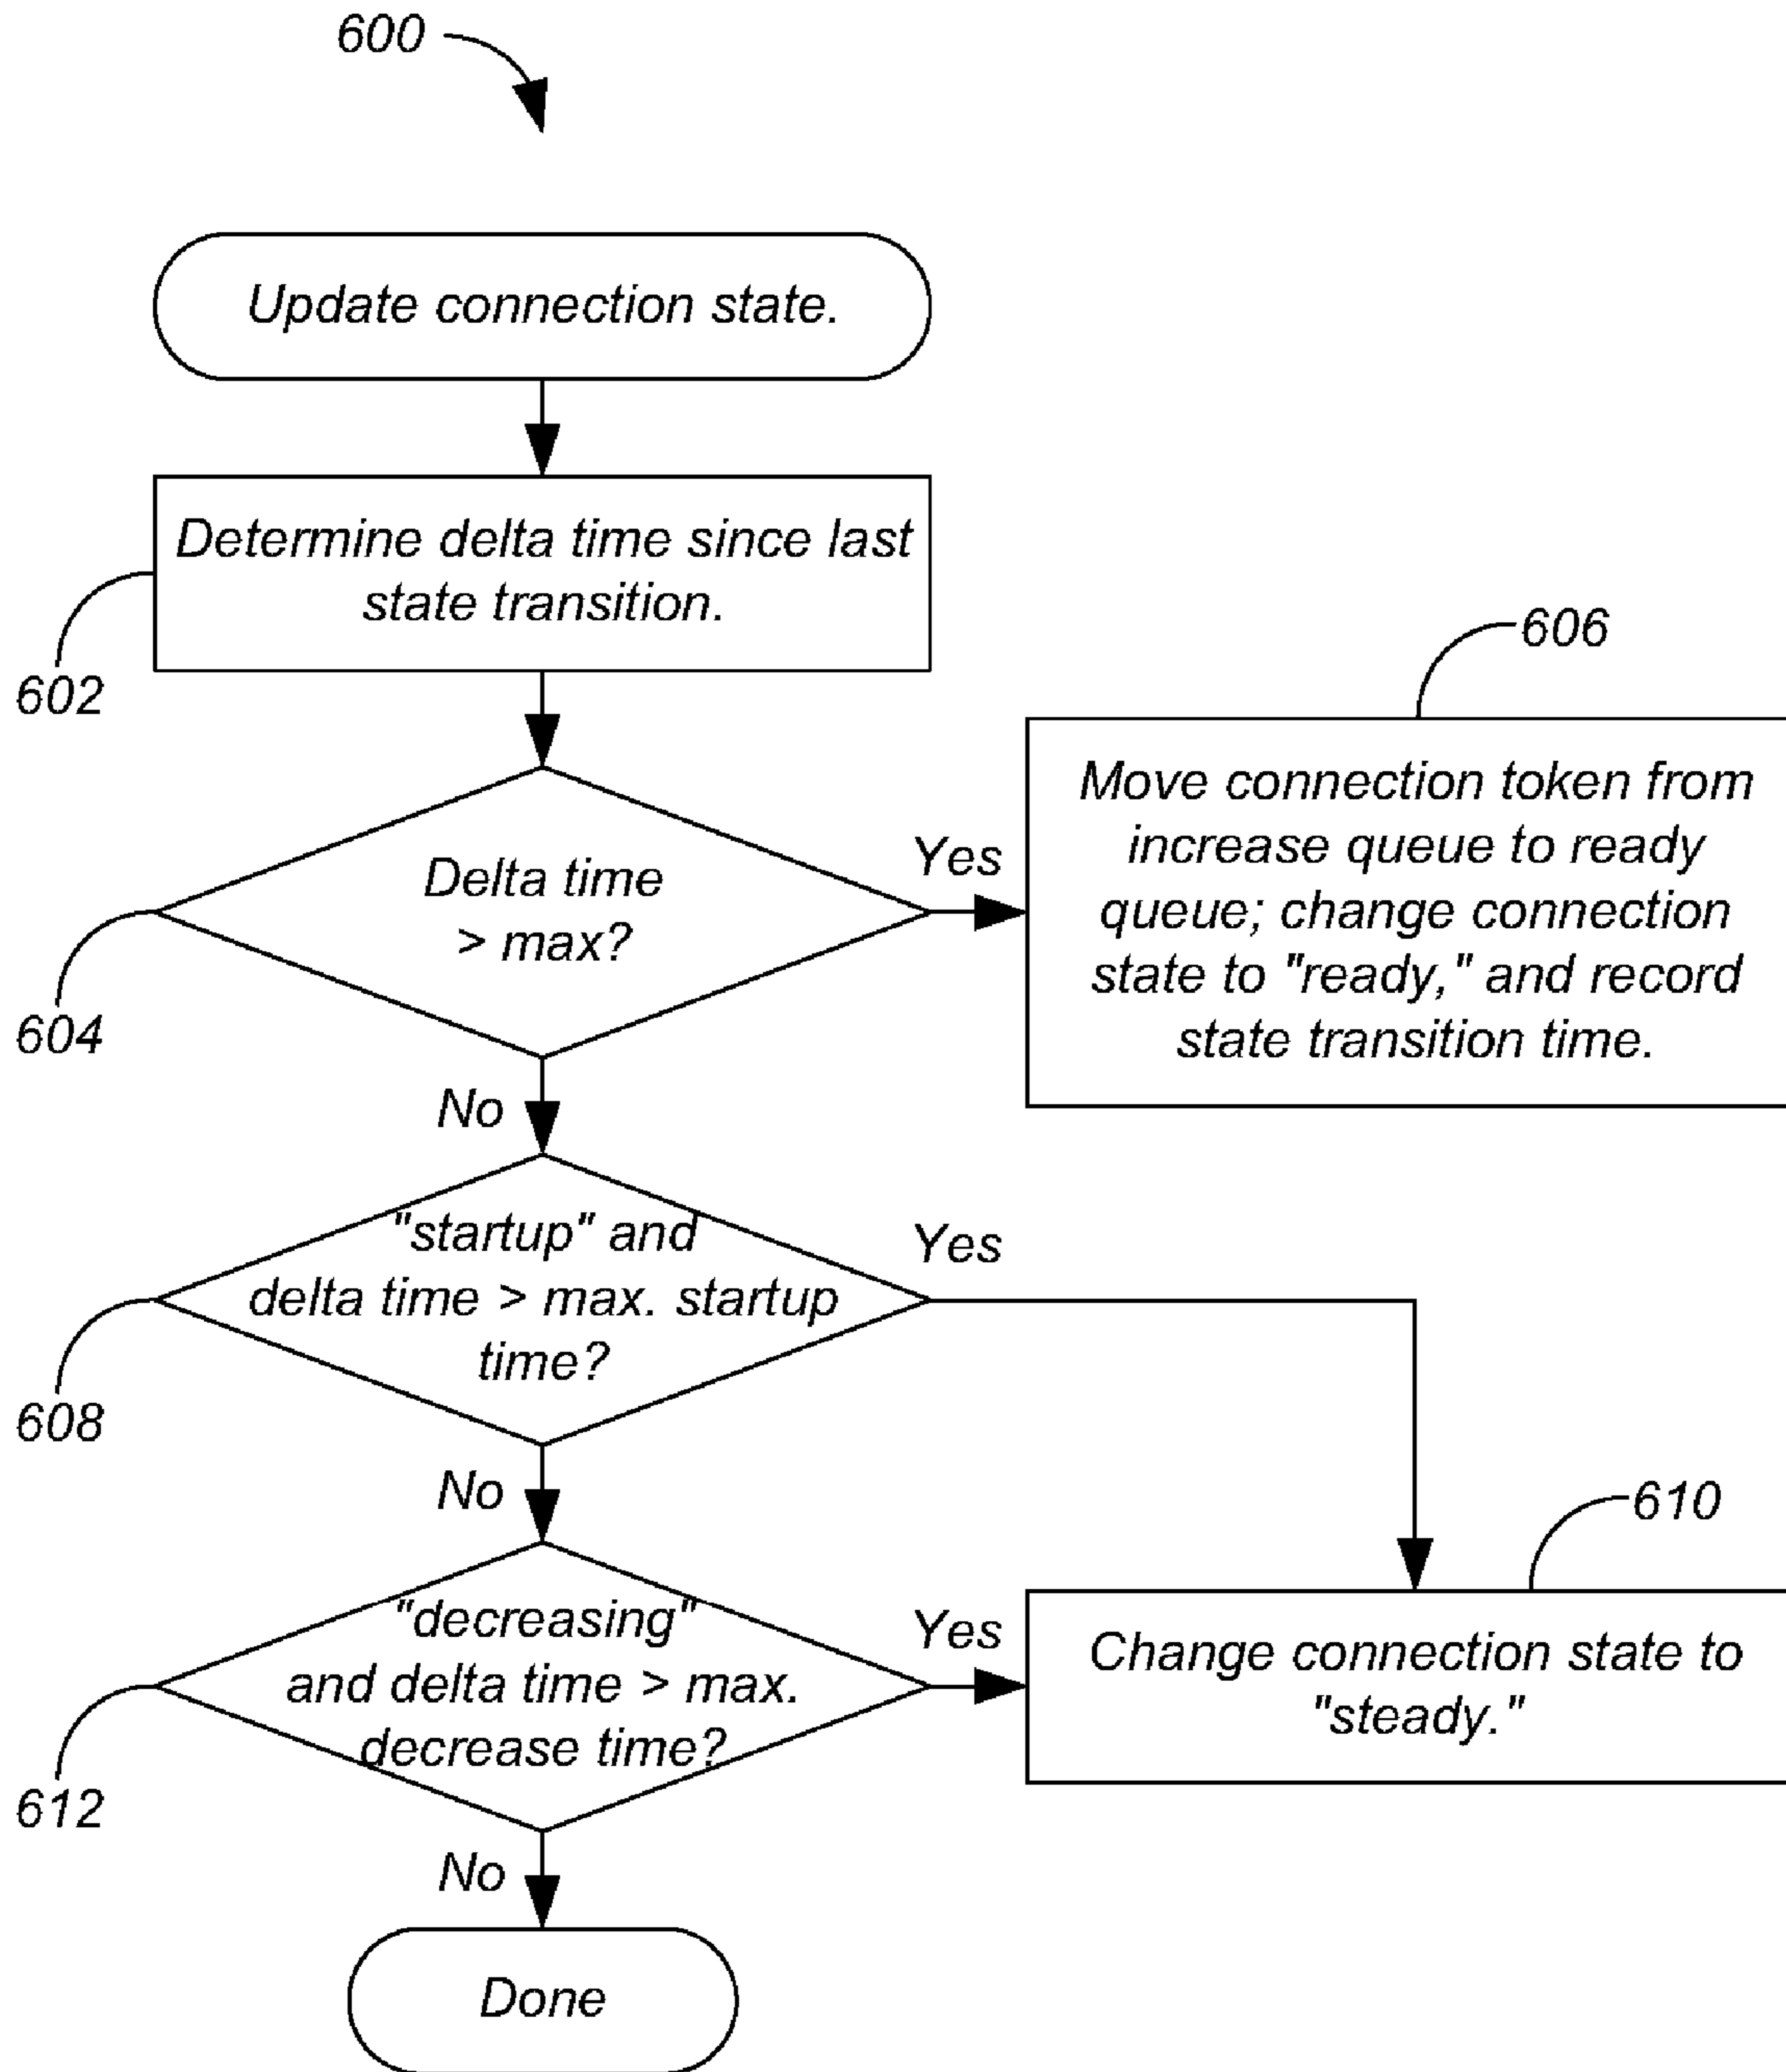 600
Update connection state.
Determine delta time since last
state transition.
602
606
Move connection token from
increase queue to ready
queue; change connection
state to "ready," and record
state transition time.
Delta time
> max?
Yes
604
No
"startup" and
delta time > max. startup
time?
Yes
608
No
610
"decreasing"
and delta time > max.
decrease time?
Yes
Change connection state to
"steady."
612
No
Done